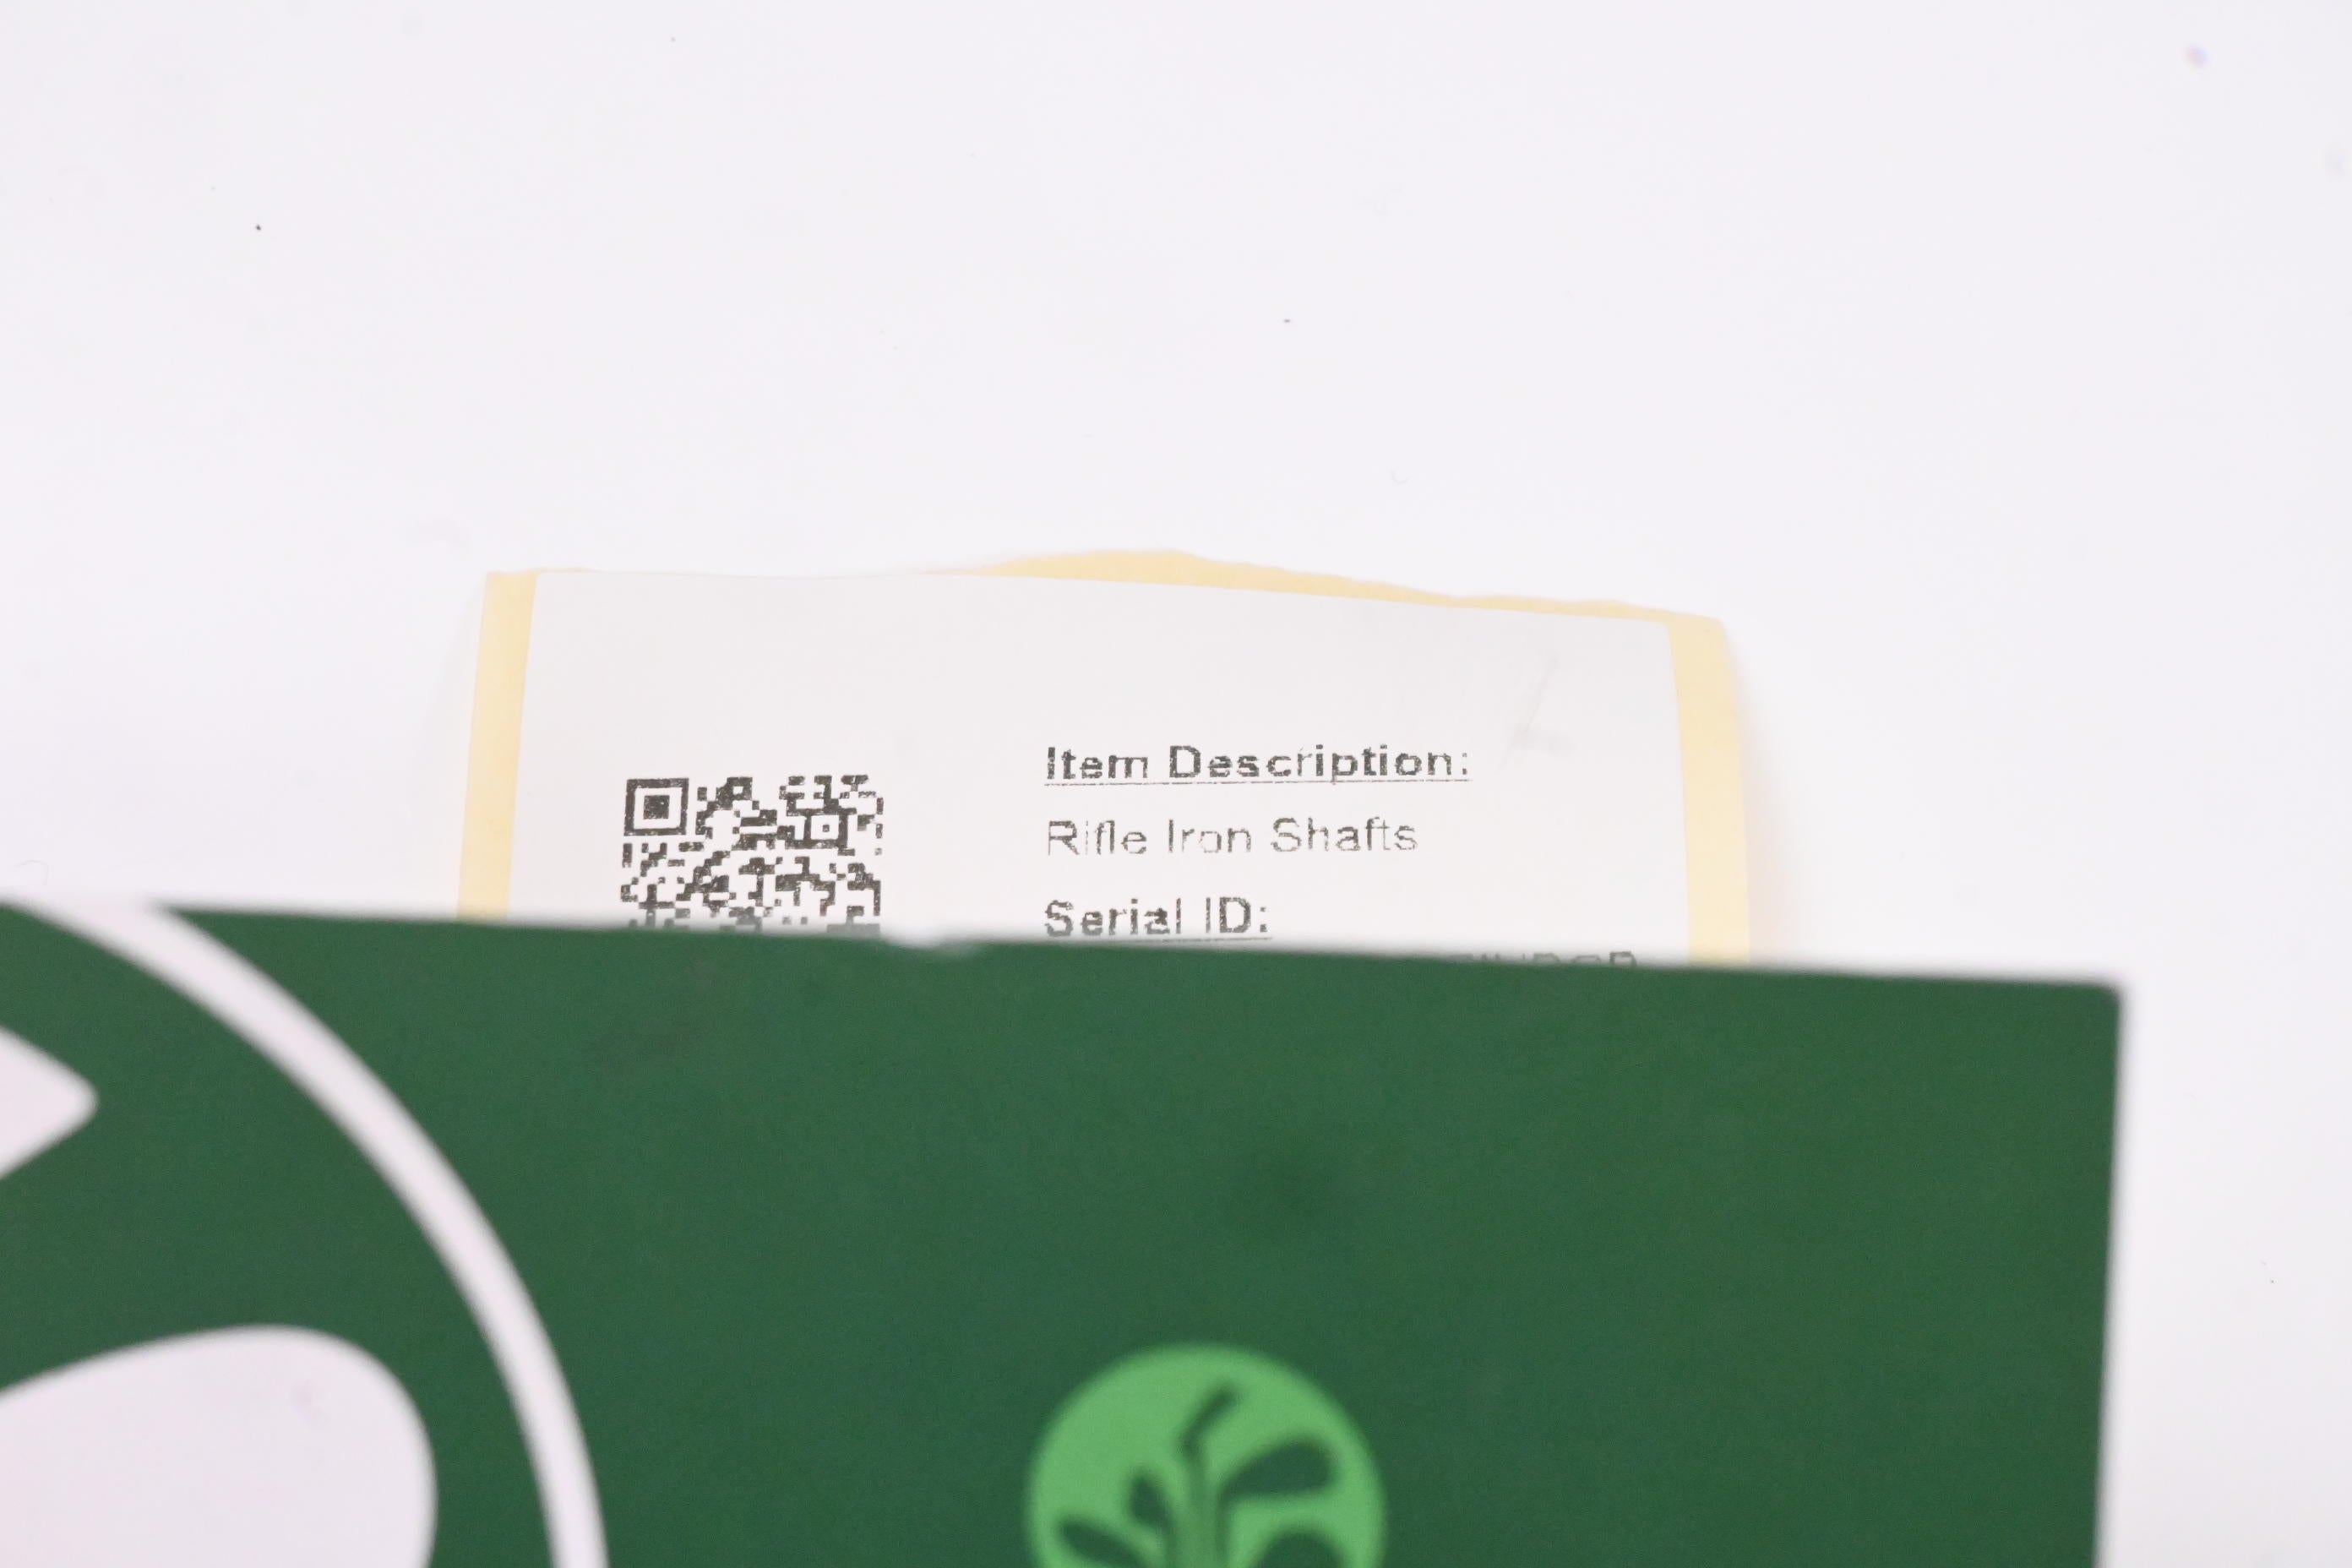 Item Description:
Rifle Iron Shafts
Serial ID: